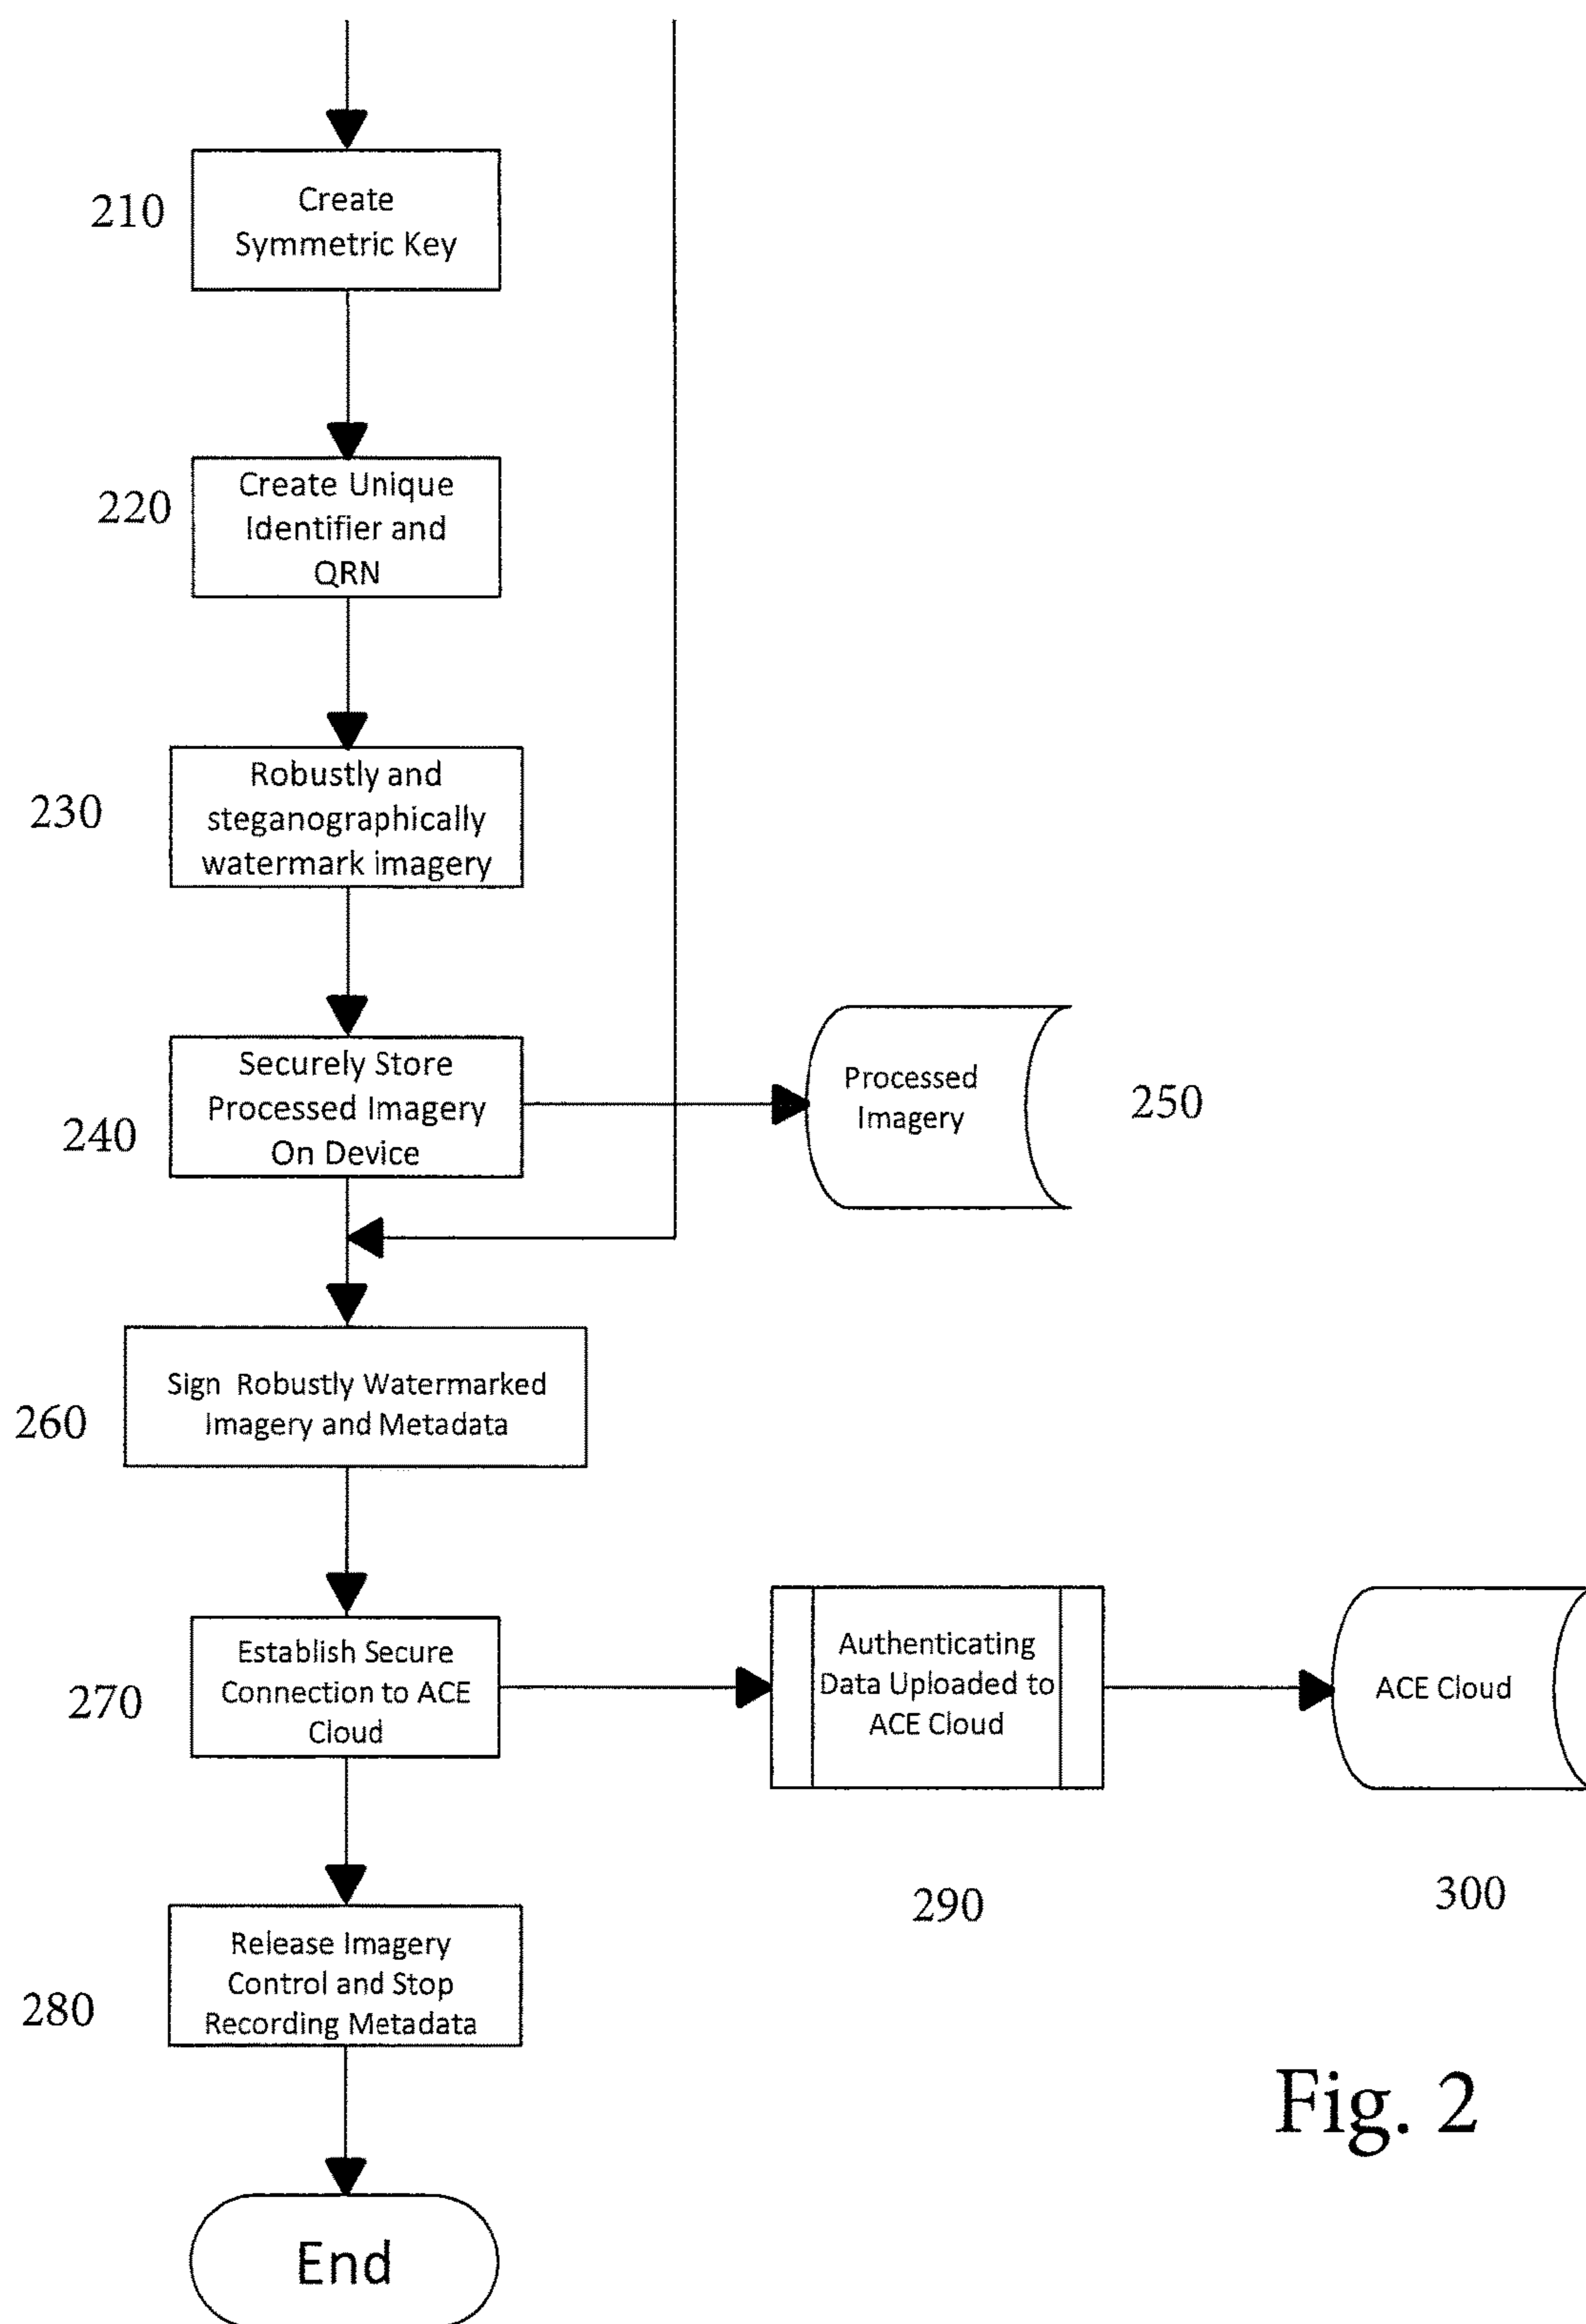 210
Create
Symmetric Key
220
Create Unique
Identifier and
QRN
230
Robustly and
steganographically
watermark imagery
240
Securely Store
Processed Imagery
On Device
Processed
Imagery
250
260
Sign Robustly Watermarked
Imagery and Metadata
270
Establish Secure
Connection to ACE
Cloud
Authenticating
Data Uploaded to
ACE Cloud
290
ACE Cloud
300
280
Release Imagery
Control and Stop
Recording Metadata
End
Fig. 2